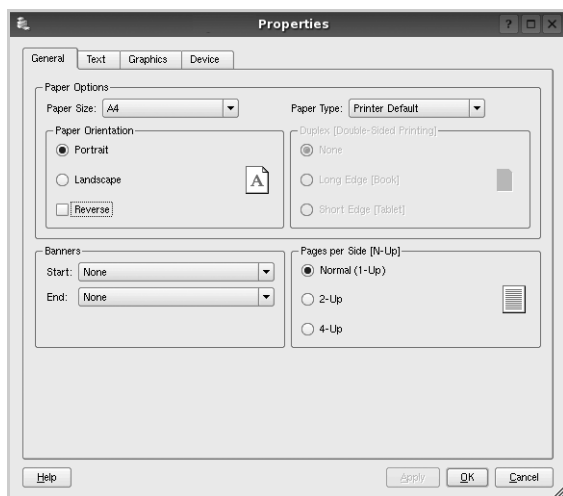 Properties
General Text Graphics Device
Paper Options
Paper Size: A4
Paper Type: Printer Default
Paper Orientation
Portrait
Landscape
Reverse
A
Duplex [Double-Sided Printing]
None
Long Edge [Book]
Short Edge [Tablet]
Banners
Start: None
End: None
Pages per Side [N-Up]
Normal (1-Up)
2-Up
4-Up
Help Apply OK Cancel